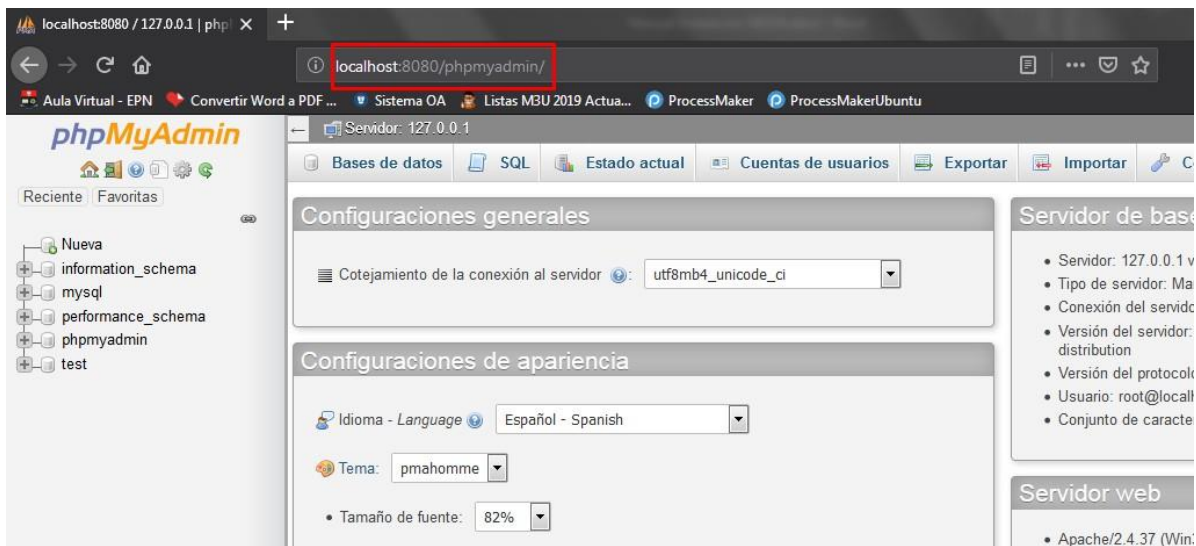 localhost:8080 / 127.0.0.1 | php
localhost:8080/phpmyadmin/
Aula Virtual - EPN Convertir Word a PDF ... Sistema OA Listas M3U 2019 Actua... ProcessMaker ProcessMakerUbuntu
phpMyAdmin
Reciente Favoritas
Nueva
information_schema
mysql
performance_schema
phpmyadmin
test
Servidor: 127.0.0.1
Bases de datos SQL Estado actual Cuentas de usuarios Exportar Importar
Configuraciones generales
Cotejamiento de la conexión al servidor : utf8mb4_unicode_ci
Configuraciones de apariencia
Idioma - Language Español - Spanish
Tema: pmahomme
• Tamaño de fuente: 82%
Servidor de base
• Servidor: 127.0.0.1 v
• Tipo de servidor: Ma
• Conexión del servido
• Versión del servidor:
distribution
• Versión del protocolo
• Usuario: root@local
• Conjunto de caracte
Servidor web
• Apache/2.4.37 (Win